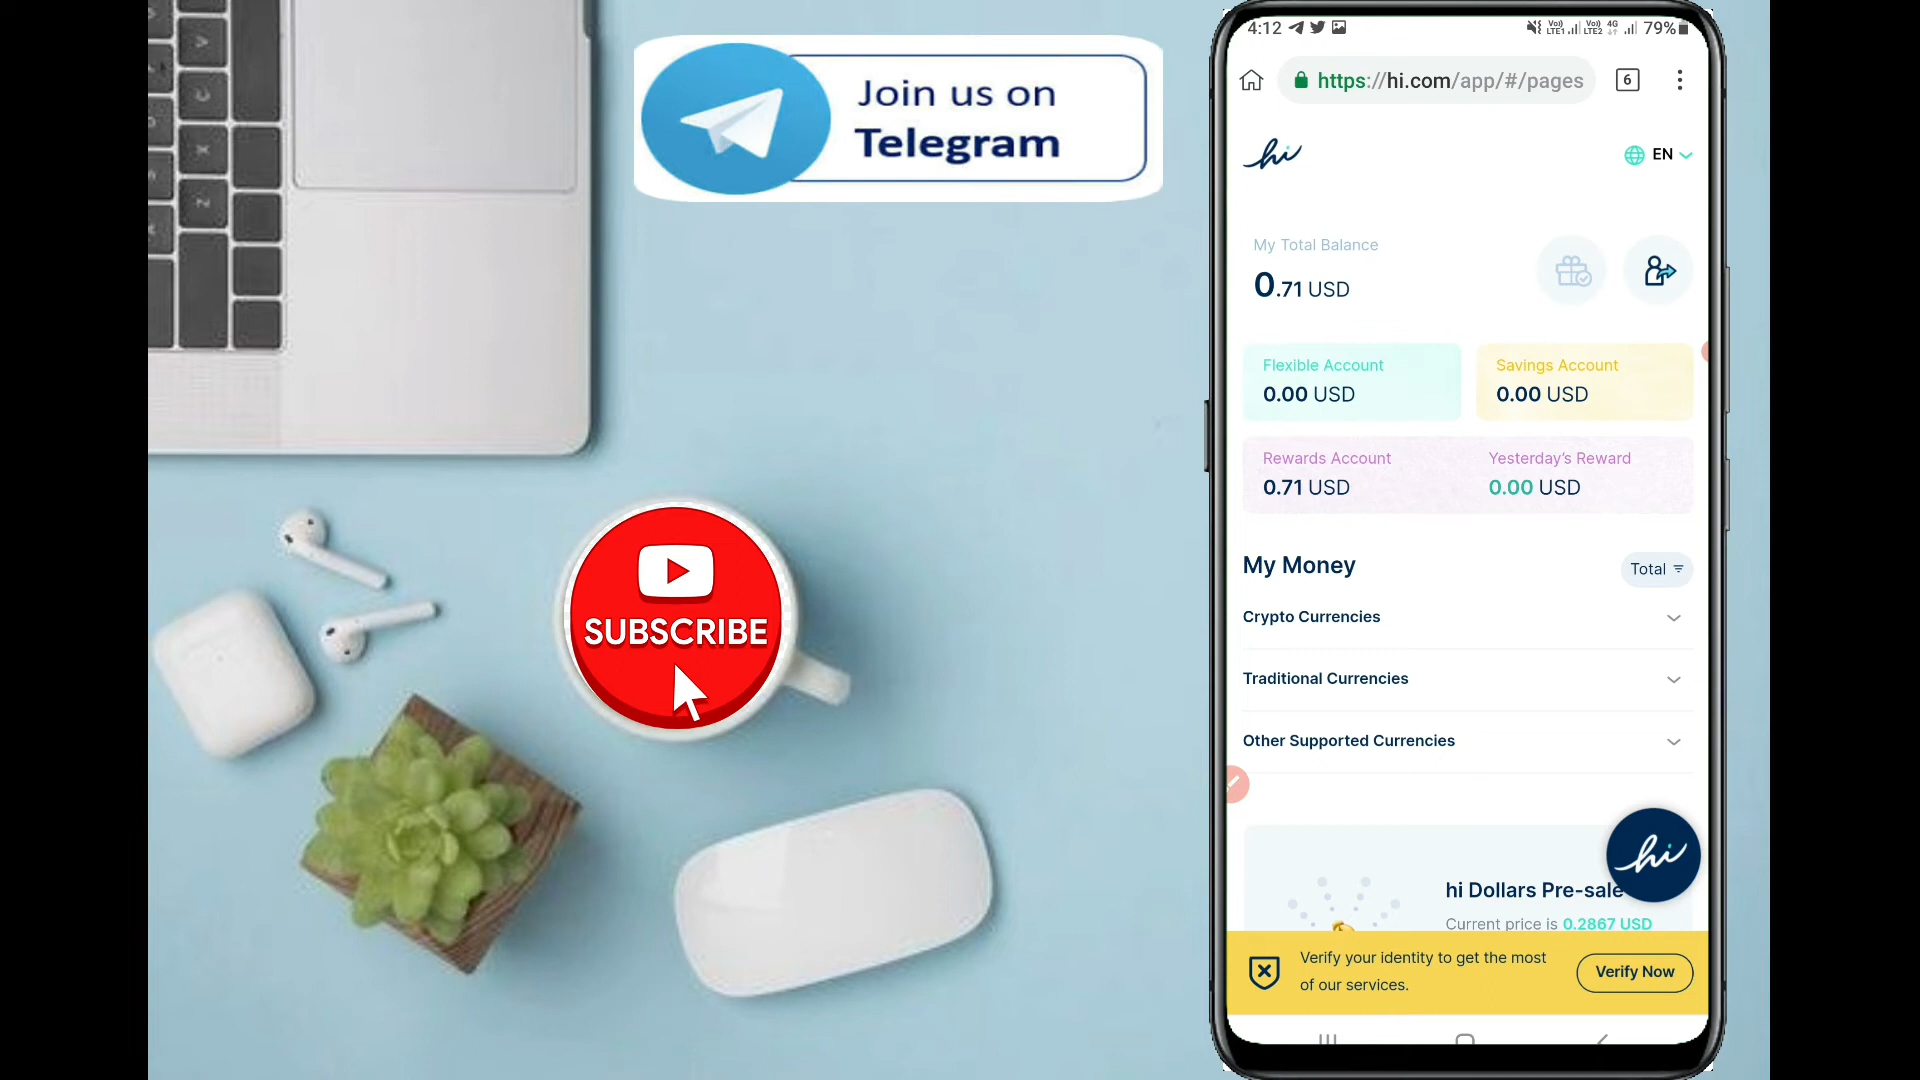 Join us on
Telegram
SUBSCRIBE
4:12
79%
https://hi.com/app/#/pages
6
hi
EN
My Total Balance
0.71 USD
Flexible Account
0.00 USD
Savings Account
0.00 USD
Rewards Account
0.71 USD
Yesterday's Reward
0.00 USD
My Money
Total
Crypto Currencies
Traditional Currencies
Other Supported Currencies
hi
hi Dollars Pre-sale
Current price is 0.2867 USD
Verify your identity to get the most
of our services.
Verify Now